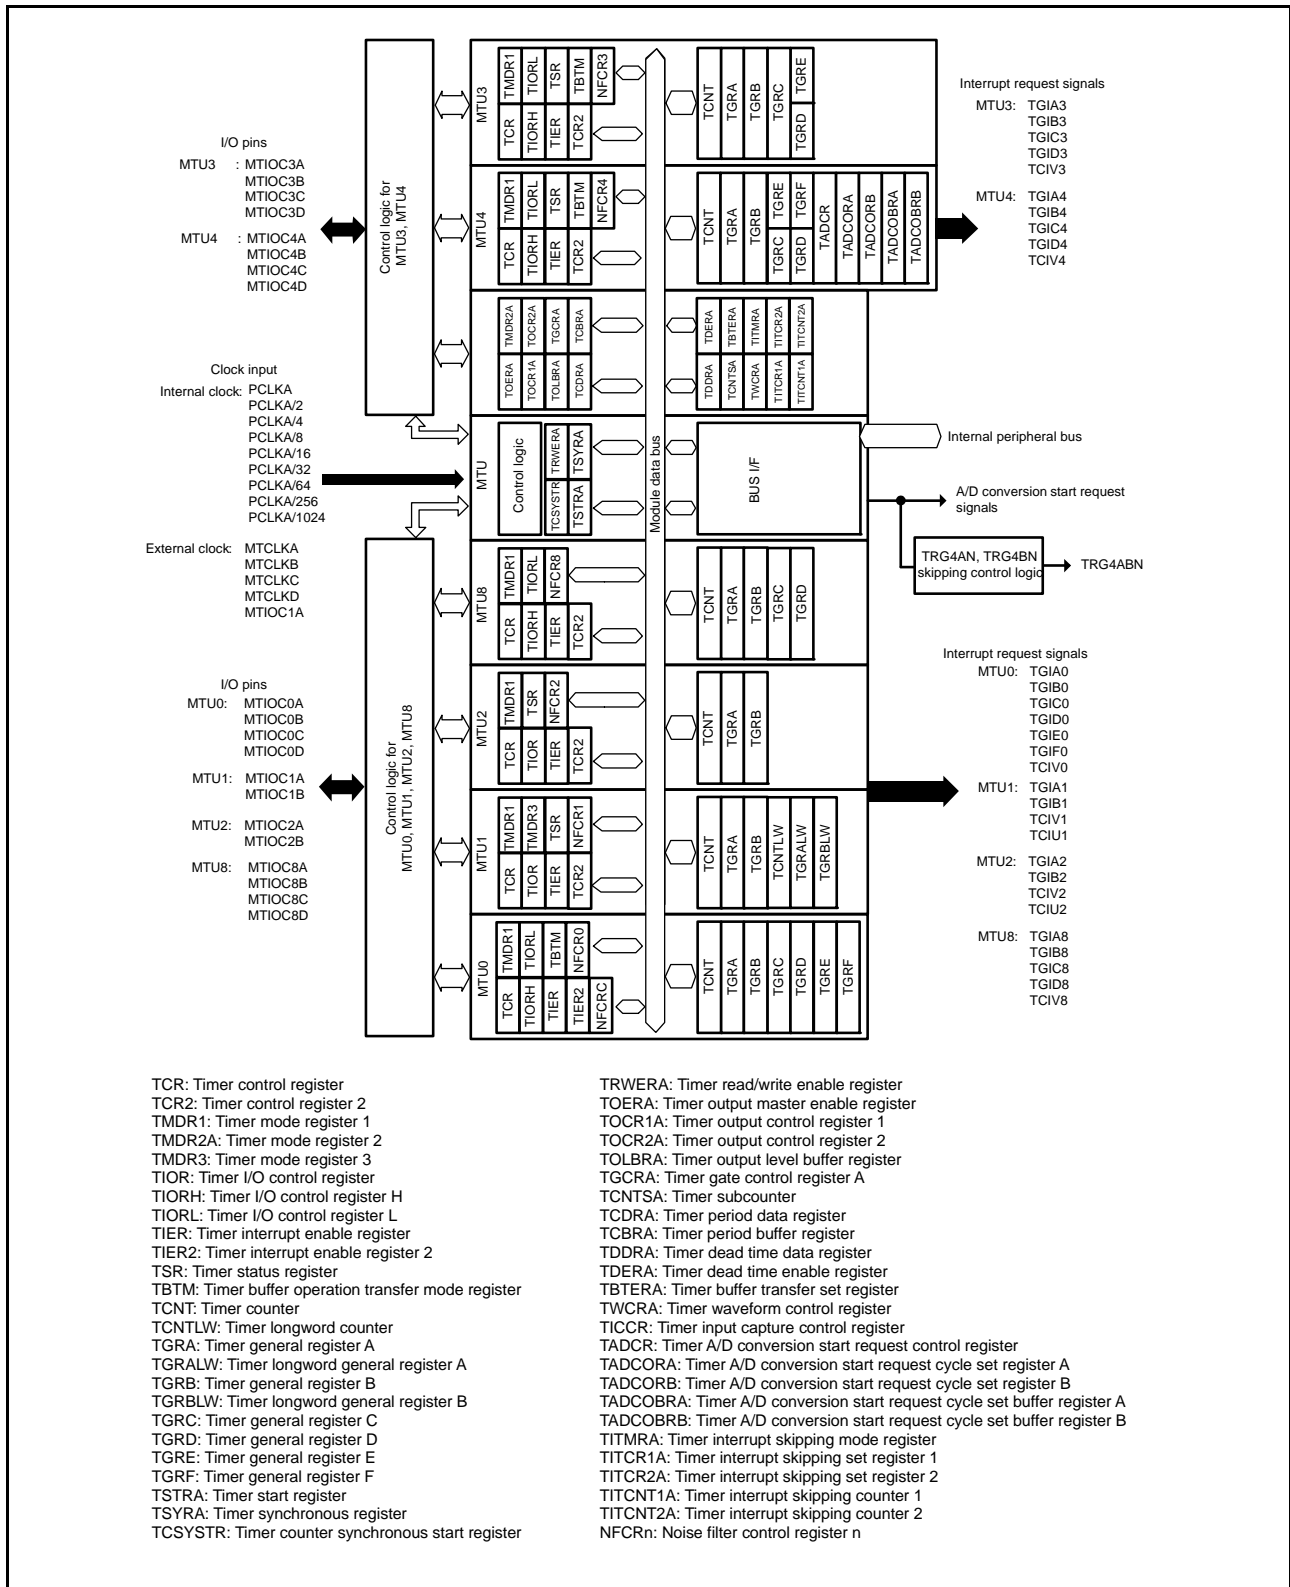 I/O pins
MTU3 : MTIOC3A
MTIOC3B
MTIOC3C
MTIOC3D
MTU4 : MTIOC4A
MTIOC4B
MTIOC4C
MTIOC4D
Clock input
Internal clock: PCLKA
PCLKA/2
PCLKA/4
PCLKA/8
PCLKA/16
PCLKA/32
PCLKA/64
PCLKA/256
PCLKA/1024
External clock: MTCLKA
MTCLKB
MTCLKC
MTCLKD
MTIOC1A
I/O pins
MTU0: MTIOC0A
MTIOC0B
MTIOC0C
MTIOC0D
MTU1: MTIOC1A
MTIOC1B
MTU2: MTIOC2A
MTIOC2B
MTU8: MTIOC8A
MTIOC8B
MTIOC8C
MTIOC8D
Control logic for
MTU3, MTU4
Control logic for
MTU0, MTU1, MTU2, MTU8
MTU3
TMDR1 TIORL TSR TBTM NFCR3
TCR TIORH TIER TCR2
TCNT TGRA TGRB TGRC TGRE
TGRD
MTU4
TMDR1 TIORL TSR TBTM NFCR4
TCR TIORH TIER TCR2
TCNT TGRA TGRB TGRE TGRF TADCR TADCORA TADCORB TADCOBRA TADCOBRB
TGRC TGRD
TMDR2A TOCR2A TGCRA TCBRA
TOERA TOCR1A TOLBRA TCDRA
TDERA TBTERA TITMRA TITCR2A TITCNT2A
TDDRA TCNTSA TWCRA TITCR1A TITCNT1A
MTU
Control logic
TRWERA TSYRA
TCSYSTR TSTRA
Module data bus
BUS I/F
MTU8
TMDR1 TIORL NFCR8
TCR TIORH TIER TCR2
TCNT TGRA TGRB TGRC TGRD
MTU2
TMDR1 TSR NFCR2
TCR TIOR TIER TCR2
TCNT TGRA TGRB
MTU1
TMDR1 TMDR3 TSR NFCR1
TCR TIOR TIER TCR2
TCNT TGRA TGRB TCNTLW TGRALW TGRBLW
MTU0
TMDR1 TIORL TBTM NFCR0
TCR TIORH TIER TIER2 NFCRC
TCNT TGRA TGRB TGRC TGRD TGRE TGRF
Interrupt request signals
MTU3: TGIA3
TGIB3
TGIC3
TGID3
TCIV3
MTU4: TGIA4
TGIB4
TGIC4
TGID4
TCIV4
Internal peripheral bus
A/D conversion start request
signals
TRG4AN, TRG4BN
skipping control logic
TRG4ABN
Interrupt request signals
MTU0: TGIA0
TGIB0
TGIC0
TGID0
TGIE0
TGIF0
TCIV0
MTU1: TGIA1
TGIB1
TCIV1
TCIU1
MTU2: TGIA2
TGIB2
TCIV2
TCIU2
MTU8: TGIA8
TGIB8
TGIC8
TGID8
TCIV8
TCR: Timer control register
TCR2: Timer control register 2
TMDR1: Timer mode register 1
TMDR2A: Timer mode register 2
TMDR3: Timer mode register 3
TIOR: Timer I/O control register
TIORH: Timer I/O control register H
TIORL: Timer I/O control register L
TIER: Timer interrupt enable register
TIER2: Timer interrupt enable register 2
TSR: Timer status register
TBTM: Timer buffer operation transfer mode register
TCNT: Timer counter
TCNTLW: Timer longword counter
TGRA: Timer general register A
TGRALW: Timer longword general register A
TGRB: Timer general register B
TGRBLW: Timer longword general register B
TGRC: Timer general register C
TGRD: Timer general register D
TGRE: Timer general register E
TGRF: Timer general register F
TSTRA: Timer start register
TSYRA: Timer synchronous register
TCSYSTR: Timer counter synchronous start register
TRWERA: Timer read/write enable register
TOERA: Timer output master enable register
TOCR1A: Timer output control register 1
TOCR2A: Timer output control register 2
TOLBRA: Timer output level buffer register
TGCRA: Timer gate control register A
TCNTSA: Timer subcounter
TCDRA: Timer period data register
TCBRA: Timer period buffer register
TDDRA: Timer dead time data register
TDERA: Timer dead time enable register
TBTERA: Timer buffer transfer set register
TWCRA: Timer waveform control register
TICCR: Timer input capture control register
TADCR: Timer A/D conversion start request control register
TADCORA: Timer A/D conversion start request cycle set register A
TADCORB: Timer A/D conversion start request cycle set register B
TADCOBRA: Timer A/D conversion start request cycle set buffer register A
TADCOBRB: Timer A/D conversion start request cycle set buffer register B
TITMRA: Timer interrupt skipping mode register
TITCR1A: Timer interrupt skipping set register 1
TITCR2A: Timer interrupt skipping set register 2
TITCNT1A: Timer interrupt skipping counter 1
TITCNT2A: Timer interrupt skipping counter 2
NFCRn: Noise filter control register n